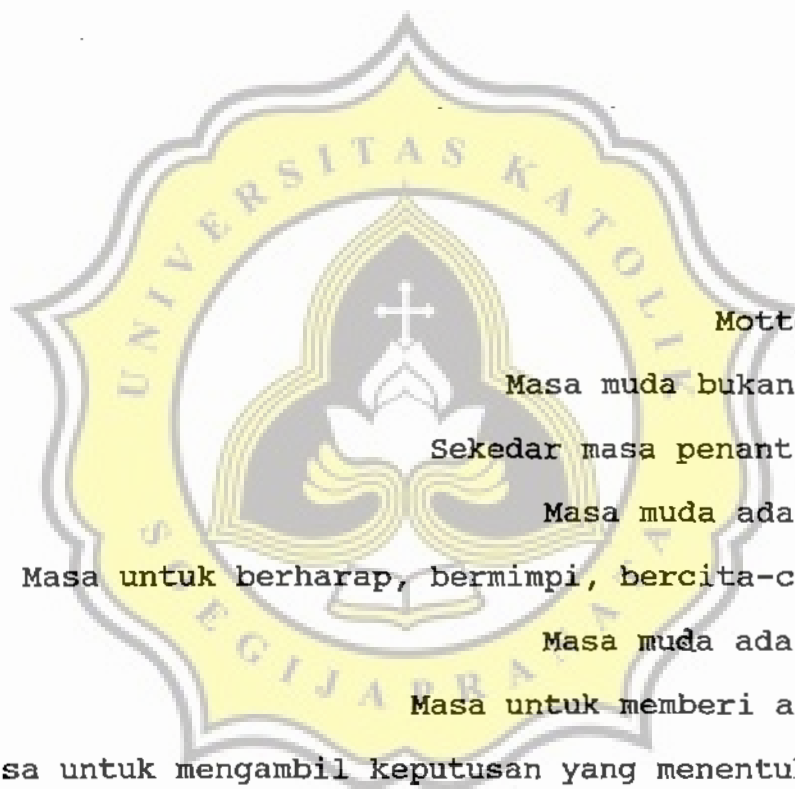 UNIVERSITAS KATOLIK
SOEGIJAPRANATA
Mott
Masa muda bukan
Sekedar masa penant
Masa muda ada
Masa untuk berharap, bermimpi, bercita-c
Masa muda ada
Masa untuk memberi a
sa untuk mengambil keputusan yang menentu